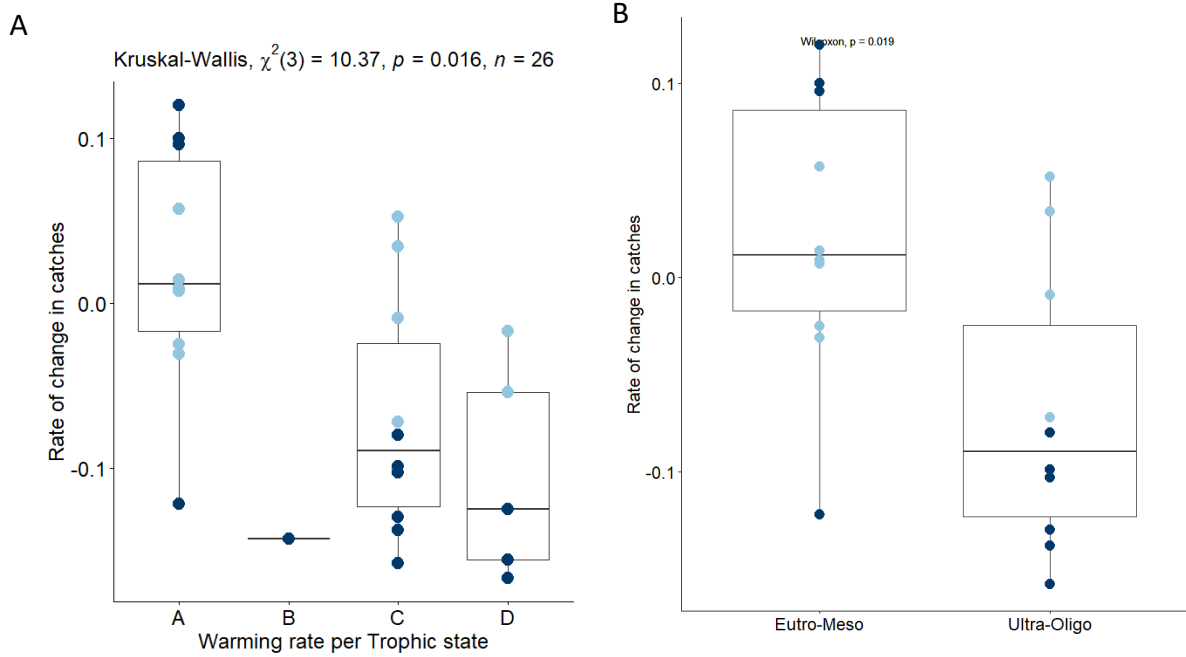 A
Kruskal-Wallis, χ²(3) = 10.37, p = 0.016, n = 26
Rate of change in catches
0.1
0.0
-0.1
A B C D
Warming rate per Trophic state
B
Wilcoxon, p = 0.019
Rate of change in catches
0.1
0.0
-0.1
Eutro-Meso Ultra-Oligo